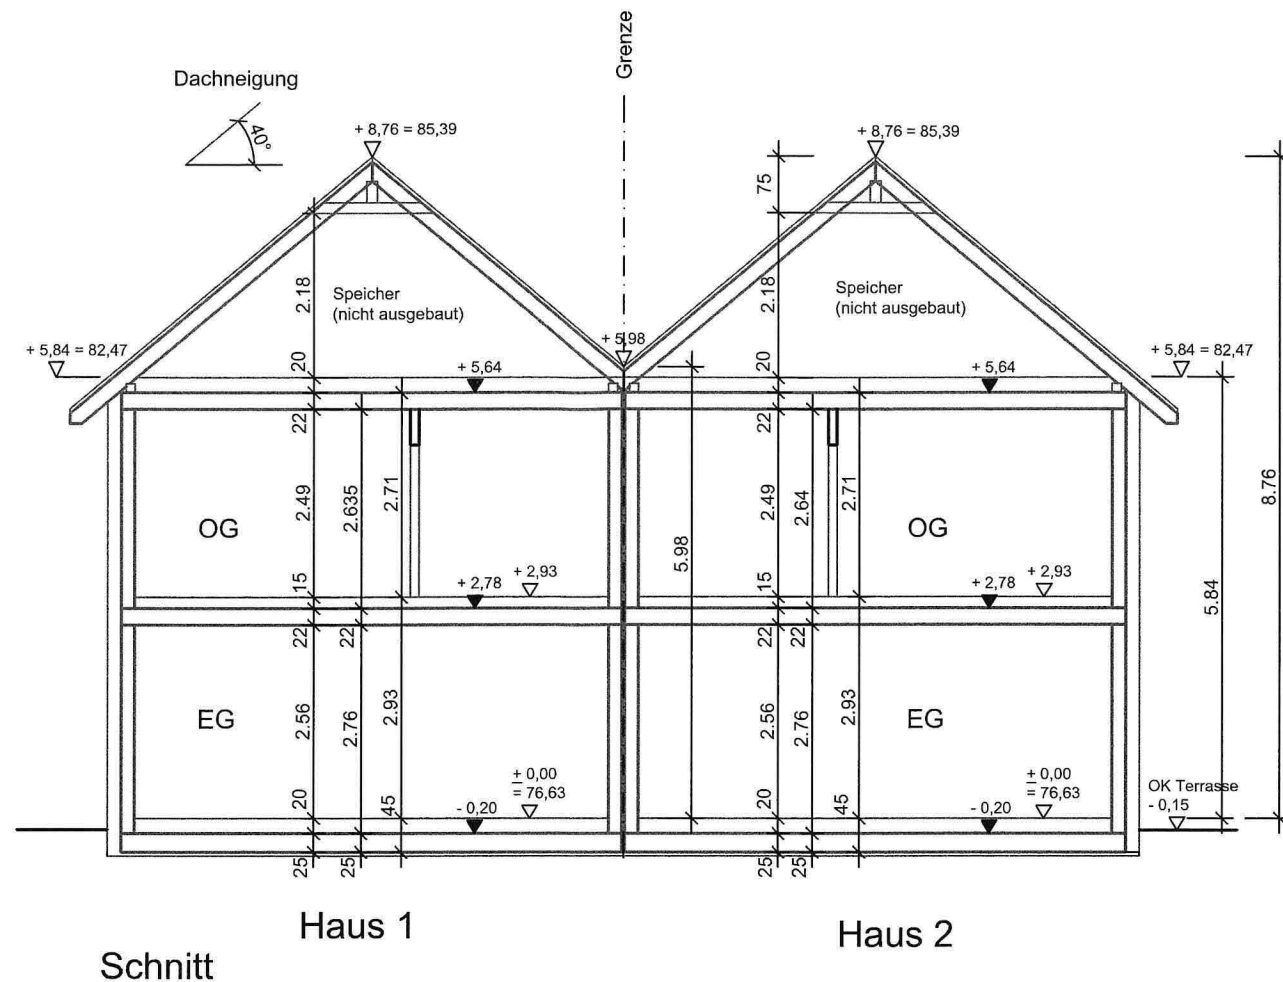 Grenze
Dachneigung
40°
+ 8,76 = 85,39
+ 8,76 = 85,39
75
2.18
Speicher
(nicht ausgebaut)
2.18
Speicher
(nicht ausgebaut)
+ 5,98
+ 5,84 = 82,47
20
+ 5,64
20
+ 5,64
+ 5,84 = 82,47
22
22
8.76
OG
2.49
2.635
2.71
5.98
2.49
2.64
2.71
OG
5.84
15
+ 2,78
+ 2,93
15
+ 2,78
+ 2,93
22
22
22
22
EG
2.56
2.76
2.93
2.56
2.76
2.93
EG
20
45
- 0,20
+ 0,00
= 76,63
20
45
- 0,20
+ 0,00
= 76,63
OK Terrasse
- 0,15
25
25
25
25
Haus 1
Haus 2
Schnitt